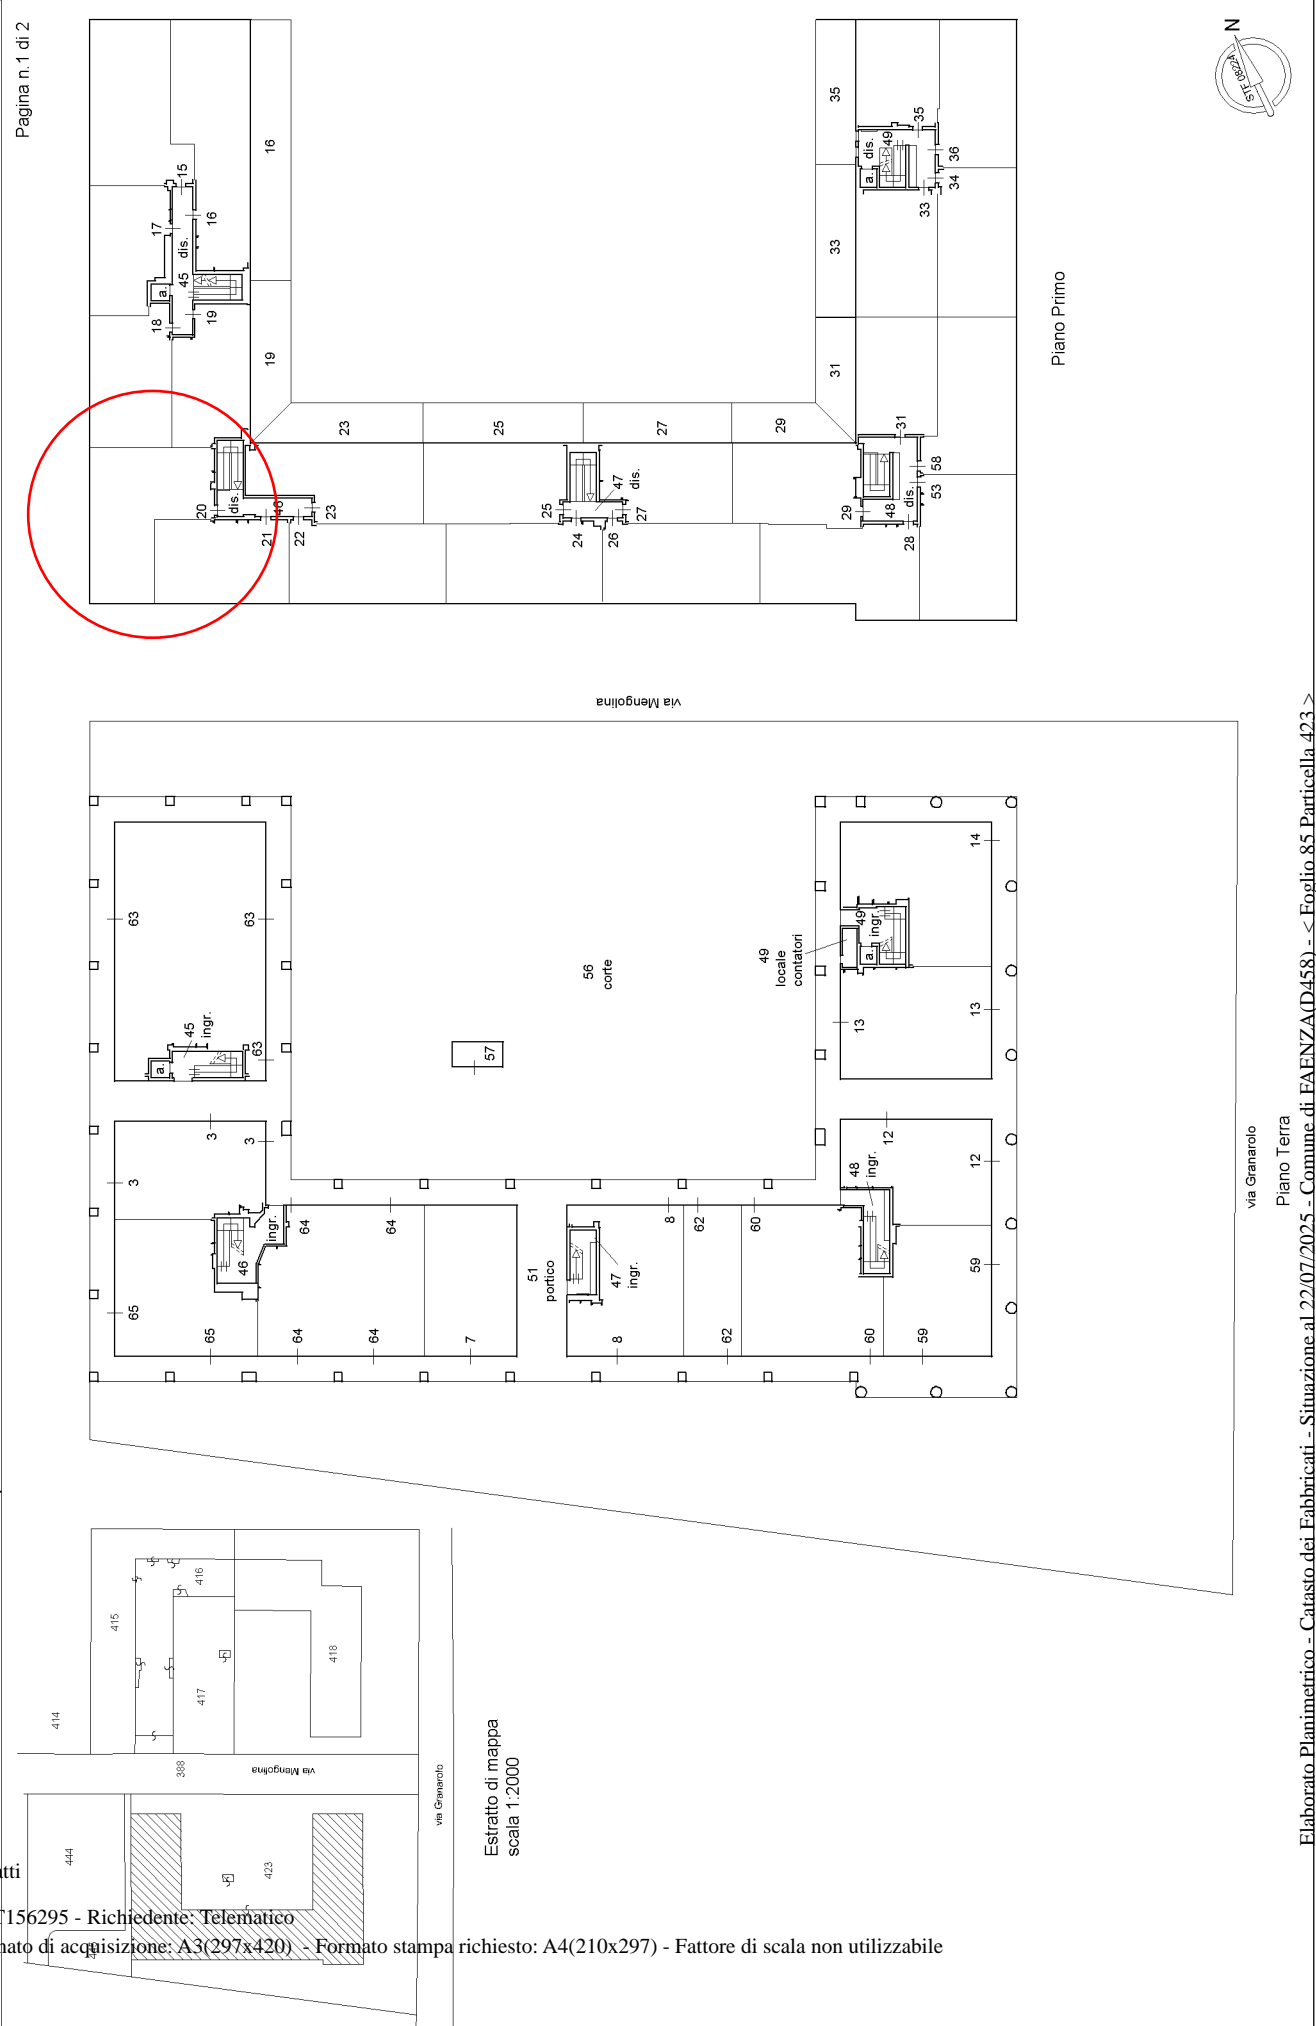 Pagina n.1 di 2
N
STF 08224
15
16
16
17
dis.
45
a.
18
19
19
20
dis.
46
21
22
23
23
25
25
24
47
dis.
26
27
27
29
29
31
31
48
dis.
28
53
58
33
33
34
35
35
36
49
dis.
a.
Piano Primo
via Mengolina
63
63
63
45
ingr.
a.
3
3
3
46
ingr.
65
65
64
64
64
64
7
56
corte
57
51
portico
47
ingr.
8
8
62
62
60
60
59
59
48
ingr.
12
12
13
13
14
49
ingr.
a.
49
locale
contatori
via Granarolo
Piano Terra
414
415
416
417
418
388
via Mengolina
444
423
via Granarolo
Estratto di mappa
scala 1:2000
Elaborato Planimetrico - Catasto dei Fabbricati - Situazione al 22/07/2025 - Comune di FAENZA(D458) - < Foglio 85 Particella 423 >
T156295 - Richiedente: Telematico
di acquisizione: A3(297x420) - Formato stampa richiesto: A4(210x297) - Fattore di scala non utilizzabile